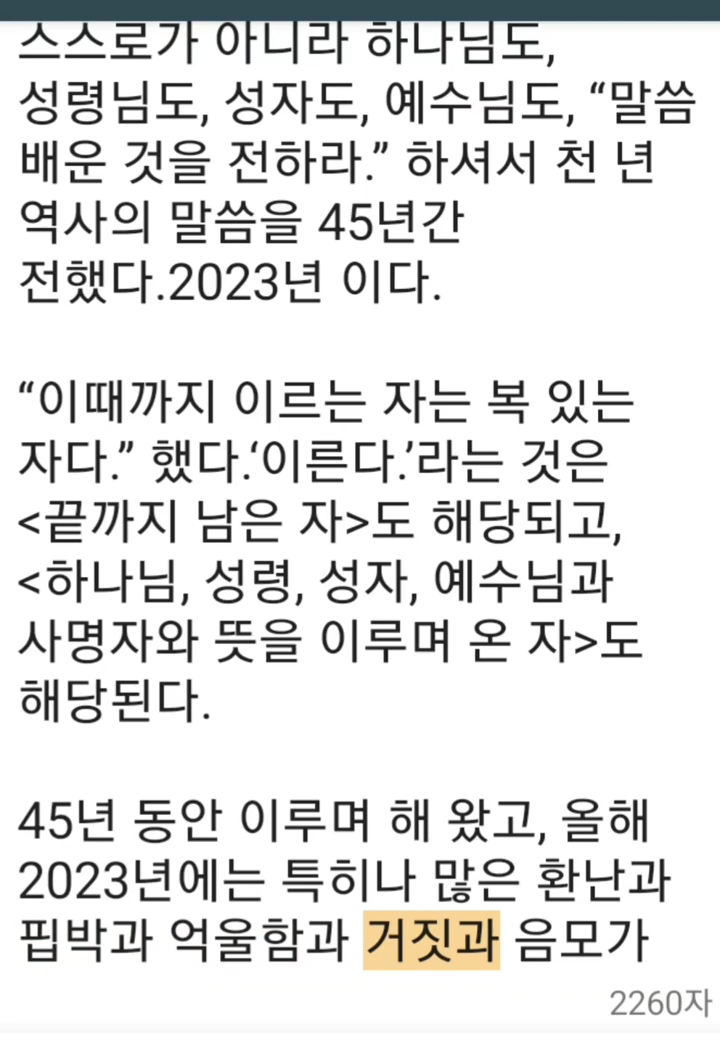 스스로가 아니라 하나님도,
성령님도, 성자도, 예수님도, “말씀
배운 것을 전하라.” 하셔서 천 년
역사의 말씀을 45년간
전했다.2023년 이다.
“이때까지 이르는 자는 복 있는
자다.” 했다.‘이른다.’라는 것은
<끝까지 남은 자>도 해당되고,
<하나님, 성령, 성자, 예수님과
사명자와 뜻을 이루며 온 자>도
해당된다.
45년 동안 이루며 해 왔고, 올해
2023년에는 특히나 많은 환난과
핍박과 억울함과 거짓과 음모가
2260자